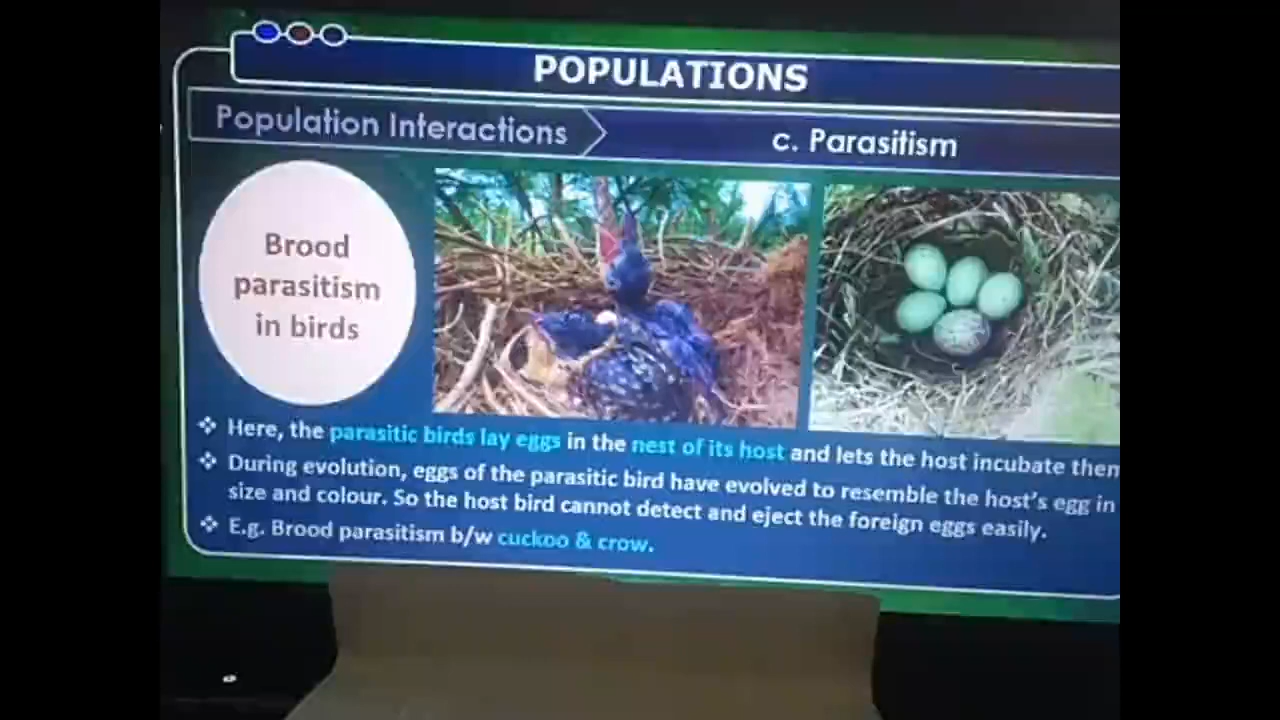 POPULATIONS
Population Interactions
c. Parasitism
Brood
parasitism
in birds
❖ Here, the parasitic birds lay eggs in the nest of its host and lets the host incubate them
❖ During evolution, eggs of the parasitic bird have evolved to resemble the host's egg in
size and colour. So the host bird cannot detect and eject the foreign eggs easily.
❖ E.g. Brood parasitism b/w cuckoo & crow.